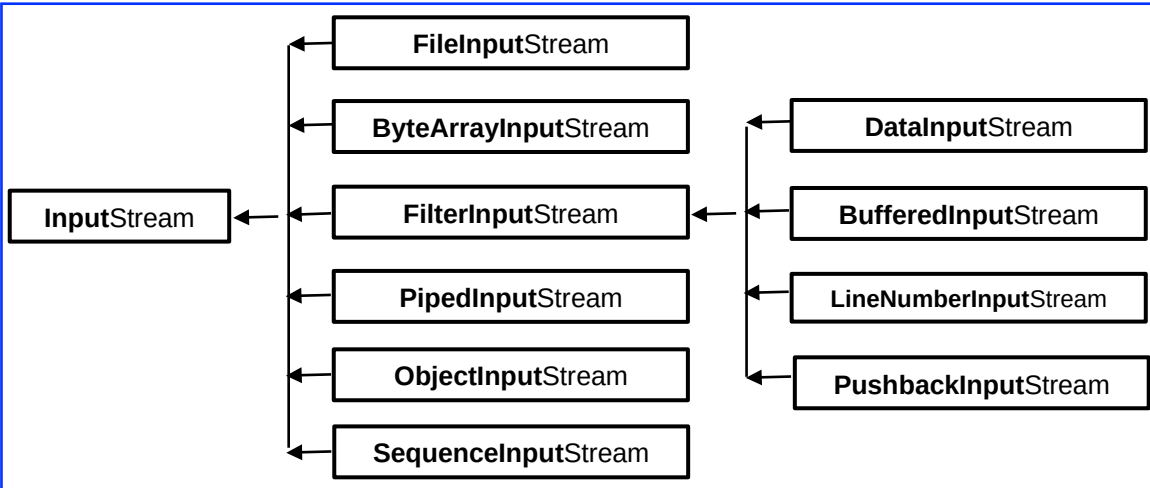 InputStream
FileInputStream
ByteArrayInputStream
FilterInputStream
PipedInputStream
ObjectInputStream
SequenceInputStream
DataInputStream
BufferedInputStream
LineNumberInputStream
PushbackInputStream